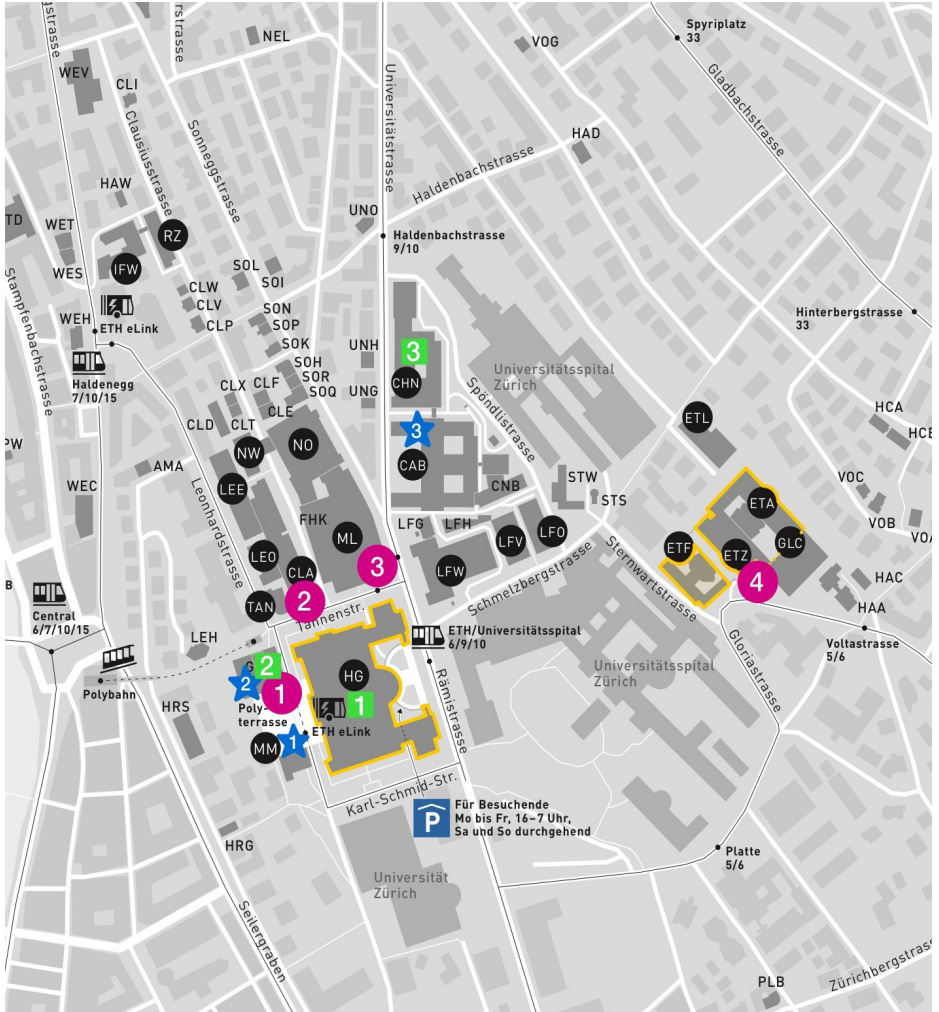 gstrasse
rstrasse
NEL
VOG
Spyriplatz
33
WEV
CLI
Gladbachstrasse
Universitätstrasse
Clausiusstrasse
Sonneggstrasse
HAD
Haldenbachstrasse
HAW
UNO
TD
WET
RZ
Haldenbachstrasse
9/10
WES
IFW
SOL
SOI
CLW
CLV
CLP
SON
SOP
SOK
Hinterbergstrasse
33
WEH
ETH eLink
Stampfenbachstrasse
Haldenegg
7/10/15
UNH
3
SOH
SOR
SOQ
Universitätsspital
Zürich
CHN
UNG
CLX
CLF
CLE
CLD
CLT
Spöndlistrasse
HCA
HCB
ETL
3
PW
NO
NW
AMA
CAB
LEE
WEC
Leonhardstrasse
CNB
STW
STS
VOC
ETA
VOB
VOA
FHK
ML
LFG
LFH
LFV
LFO
ETF
ETZ
GLC
LEO
CLA
3
LFW
4
HAC
Central
6/7/10/15
TAN
2
Schmelzbergstrasse
Sternwartstrasse
HAA
Tannenstr.
ETH/Universitätsspital
6/9/10
Voltastrasse
5/6
LEH
G
2
HG
Polybahn
2
1
1
Poly-
terrasse
ETH eLink
Universitätsspital
Zürich
Gloriastrasse
HRS
MM
1
Rämistrasse
Karl-Schmid-Str.
P
Für Besuchende
Mo bis Fr, 16–7 Uhr,
Sa und So durchgehend
HRG
Platte
5/6
Universität
Zürich
Seilergraben
PLB
Zürichbergstrasse